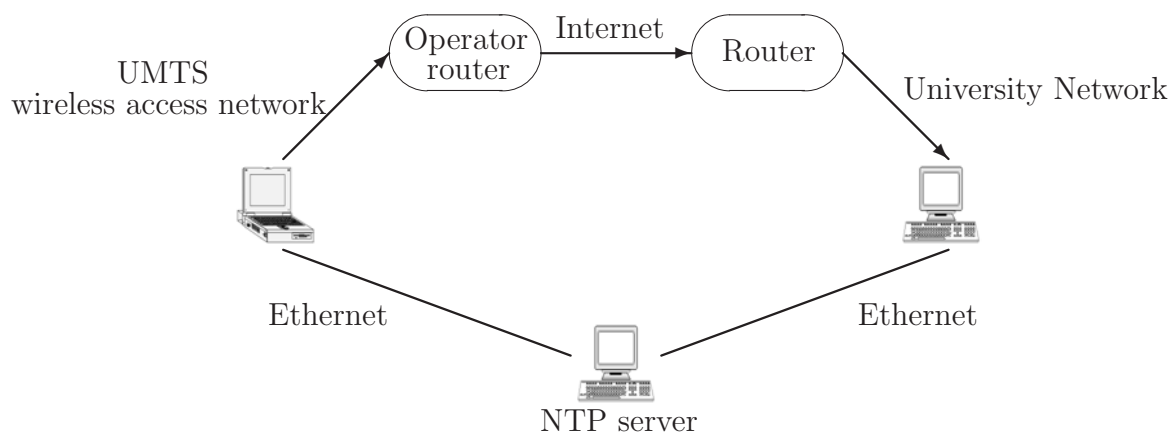 Operator
router
Internet
Router
UMTS
wireless access network
University Network
Ethernet
Ethernet
NTP server